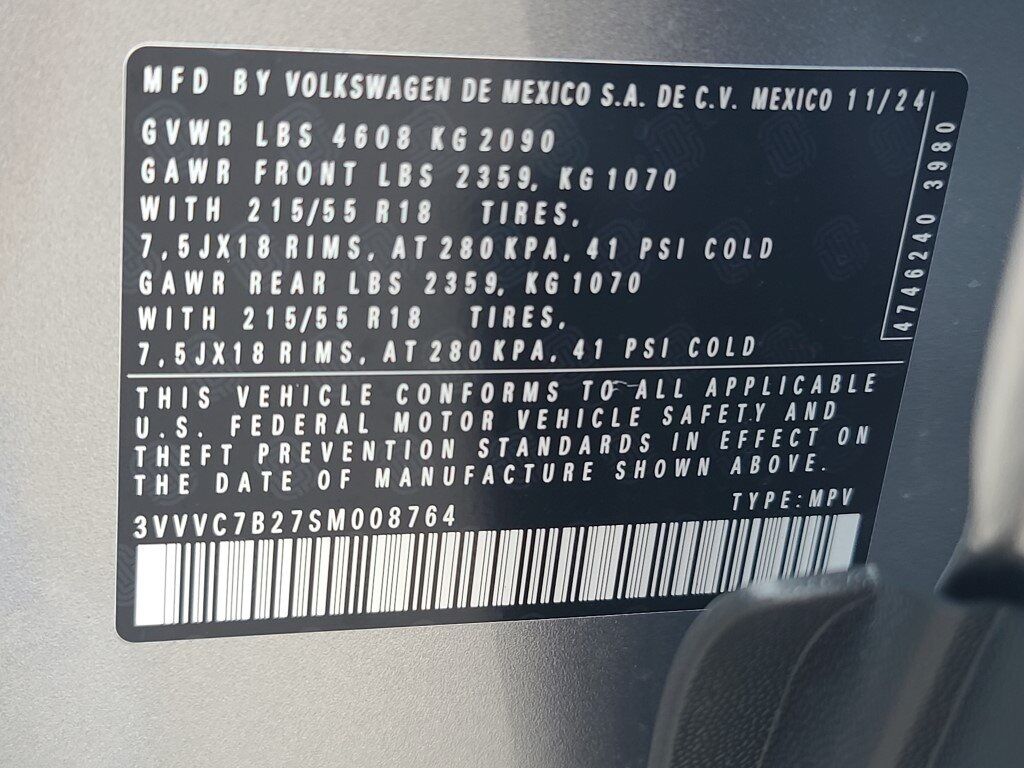 MFD BY VOLKSWAGEN DE MEXICO S.A. DE C.V. MEXICO 11/24
GVWR LBS 4608 KG 2090
GAWR FRONT LBS 2359, KG 1070
WITH 215/55 R18 TIRES,
7,5JX18 RIMS, AT 280 KPA, 41 PSI COLD
GAWR REAR LBS 2359, KG 1070
WITH 215/55 R18 TIRES,
7,5JX18 RIMS, AT 280 KPA, 41 PSI COLD
4746240 3980
THIS VEHICLE CONFORMS TO ALL APPLICABLE
U.S. FEDERAL MOTOR VEHICLE SAFETY AND
THEFT PREVENTION STANDARDS IN EFFECT ON
THE DATE OF MANUFACTURE SHOWN ABOVE.
TYPE: MPV
3VVVC7B27SM008764